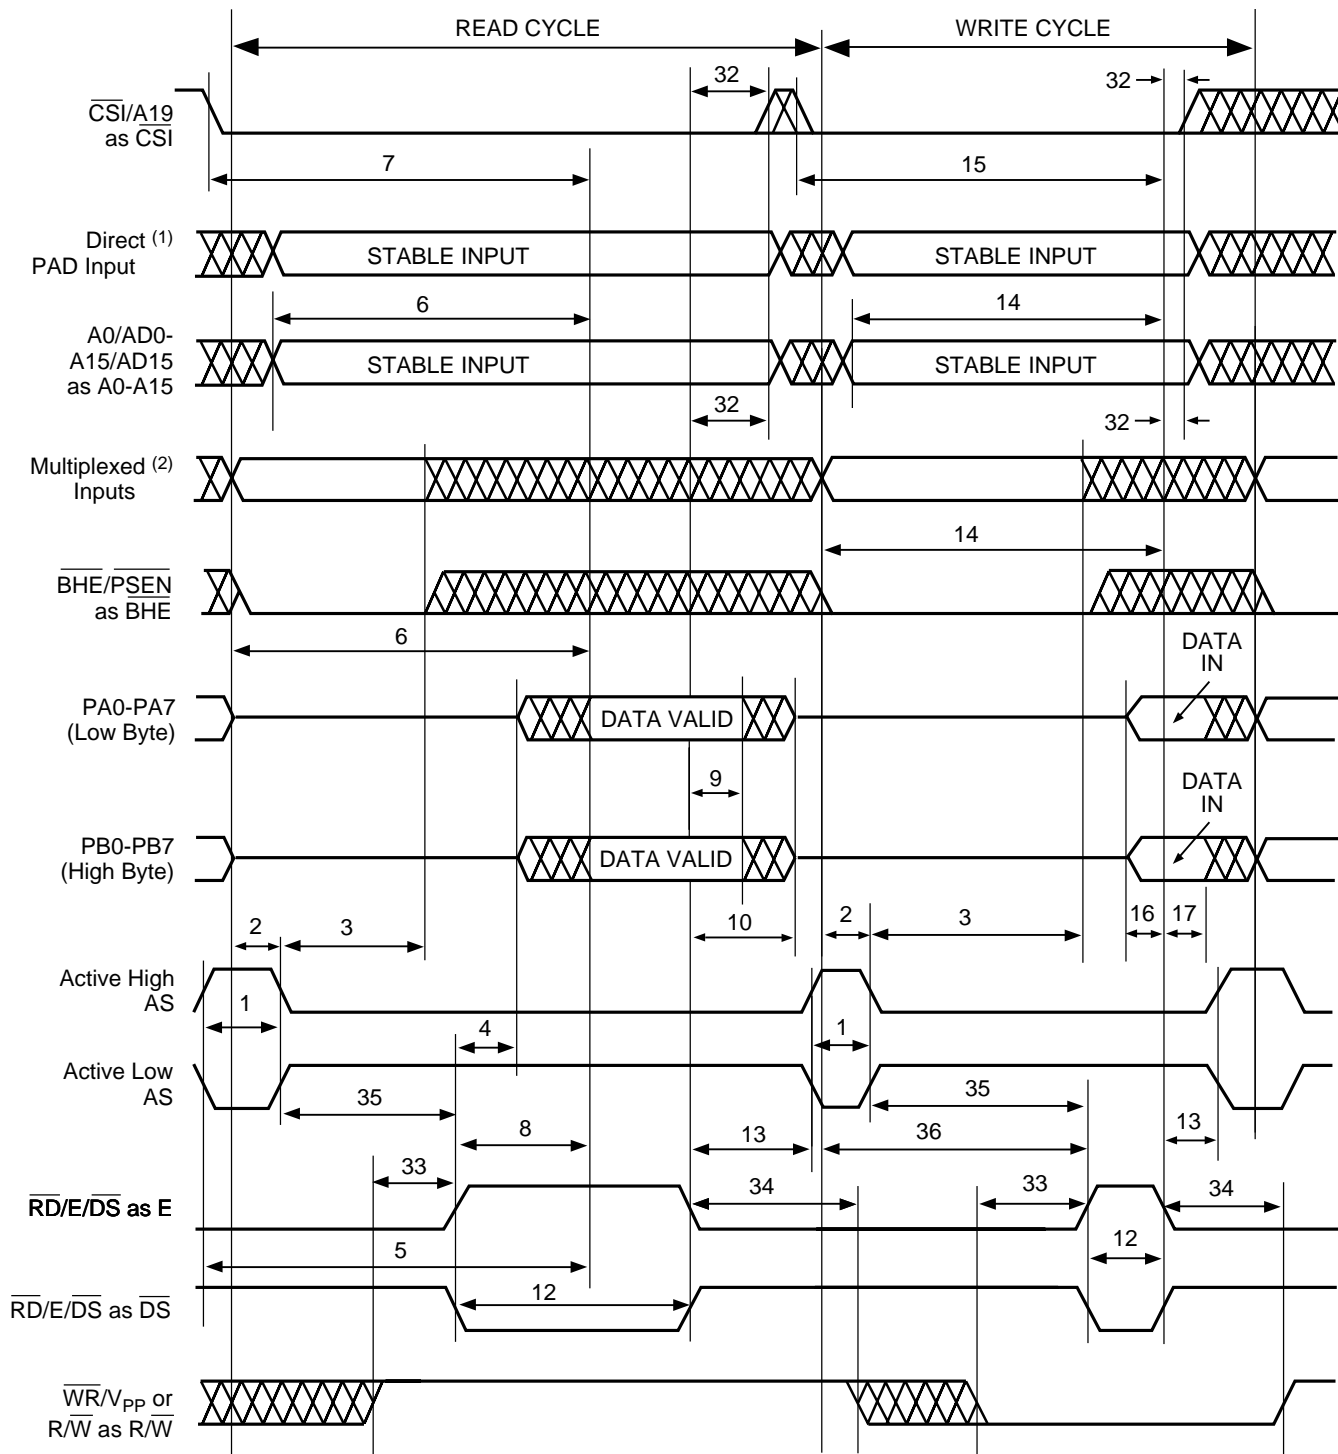 READ CYCLE WRITE CYCLE
32 32
CSI/A19
as CSI
7 15
Direct (1)
PAD Input
STABLE INPUT STABLE INPUT
6 14
A0/AD0-
A15/AD15
as A0-A15
STABLE INPUT STABLE INPUT
32 32
Multiplexed (2)
Inputs
14
BHE/PSEN
as BHE
6
DATA
IN
PA0-PA7
(Low Byte)
DATA VALID
9
DATA
IN
PB0-PB7
(High Byte)
DATA VALID
2 3 10 2 3 16 17
Active High
AS
1 4 1
Active Low
AS
35 35
8 13 36 13
33 34 33 34
RD/E/DS as E
5 12
12
RD/E/DS as DS
WR/VPP or
R/W as R/W